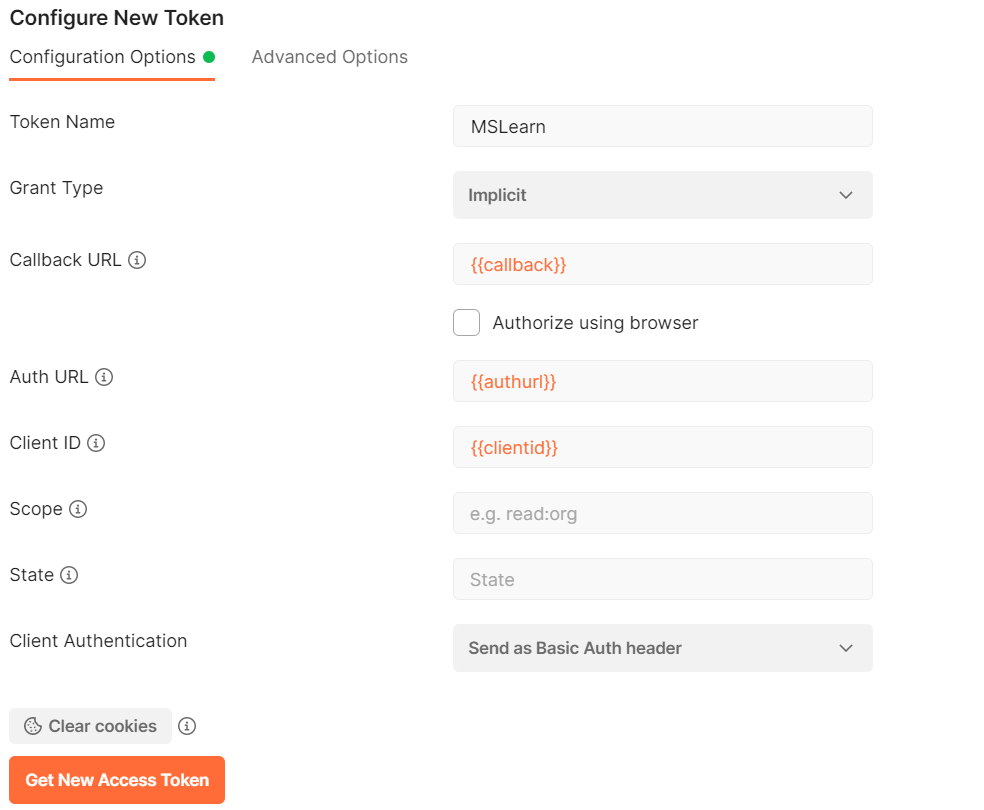 Configure New Token
Configuration Options
Advanced Options
Token Name
MSLearn
Grant Type
Implicit
Callback URL
{{callback}}
Authorize using browser
Auth URL
{{authurl}}
Client ID
{{clientid}}
Scope
e.g. read:org
State
State
Client Authentication
Send as Basic Auth header
Clear cookies
Get New Access Token